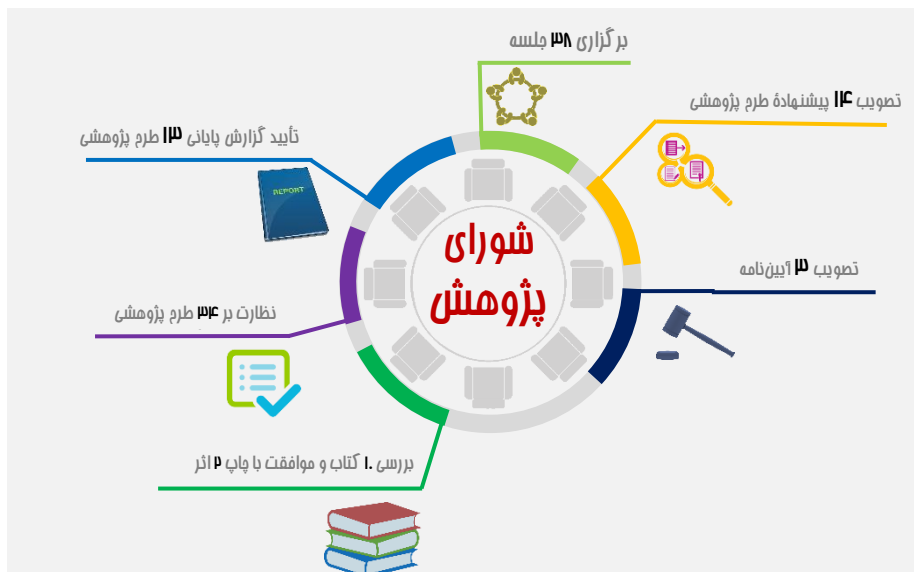 برگزاری ۳۸ جلسه
تصویب ۱۴ پیشنهادهٔ طرح پژوهشی
تأیید گزارش پایانی ۱۳ طرح پژوهشی
REPORT
شورای
پژوهش
تصویب ۳ آیین‌نامه
نظارت بر ۳۴ طرح پژوهشی
بررسی ۱۰ کتاب و موافقت با چاپ ۲ اثر